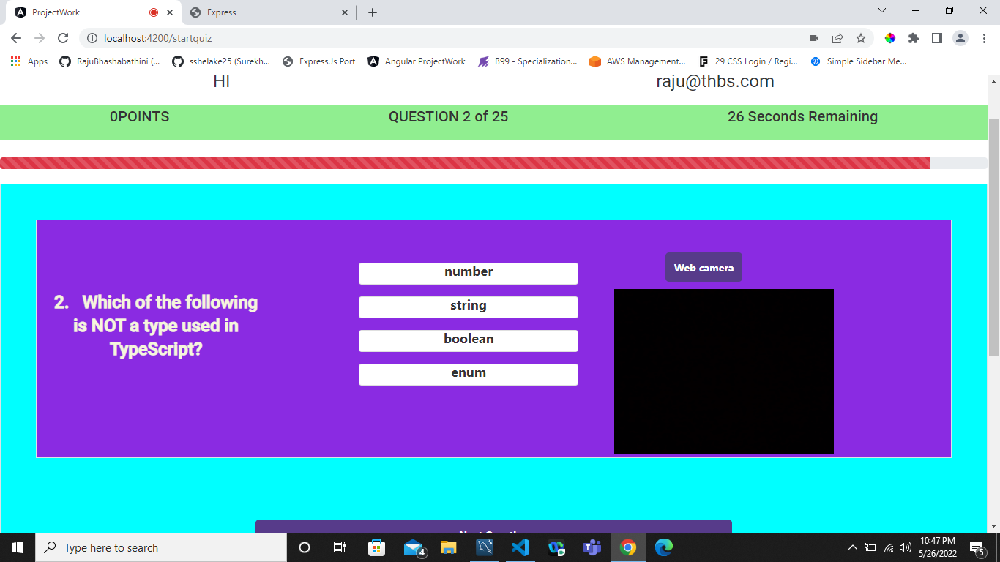 ProjectWork
Express
localhost:4200/startquiz
Apps
RajuBhashabathini (...
sshelake25 (Surekh...
Express.Js Port
Angular ProjectWork
B99 - Specialization...
AWS Management...
29 CSS Login / Regi...
Simple Sidebar Me...
HI
raju@thbs.com
0POINTS
QUESTION 2 of 25
26 Seconds Remaining
2. Which of the following
is NOT a type used in
TypeScript?
number
string
boolean
enum
Web camera
Type here to search
4
10:47 PM
5/26/2022
5